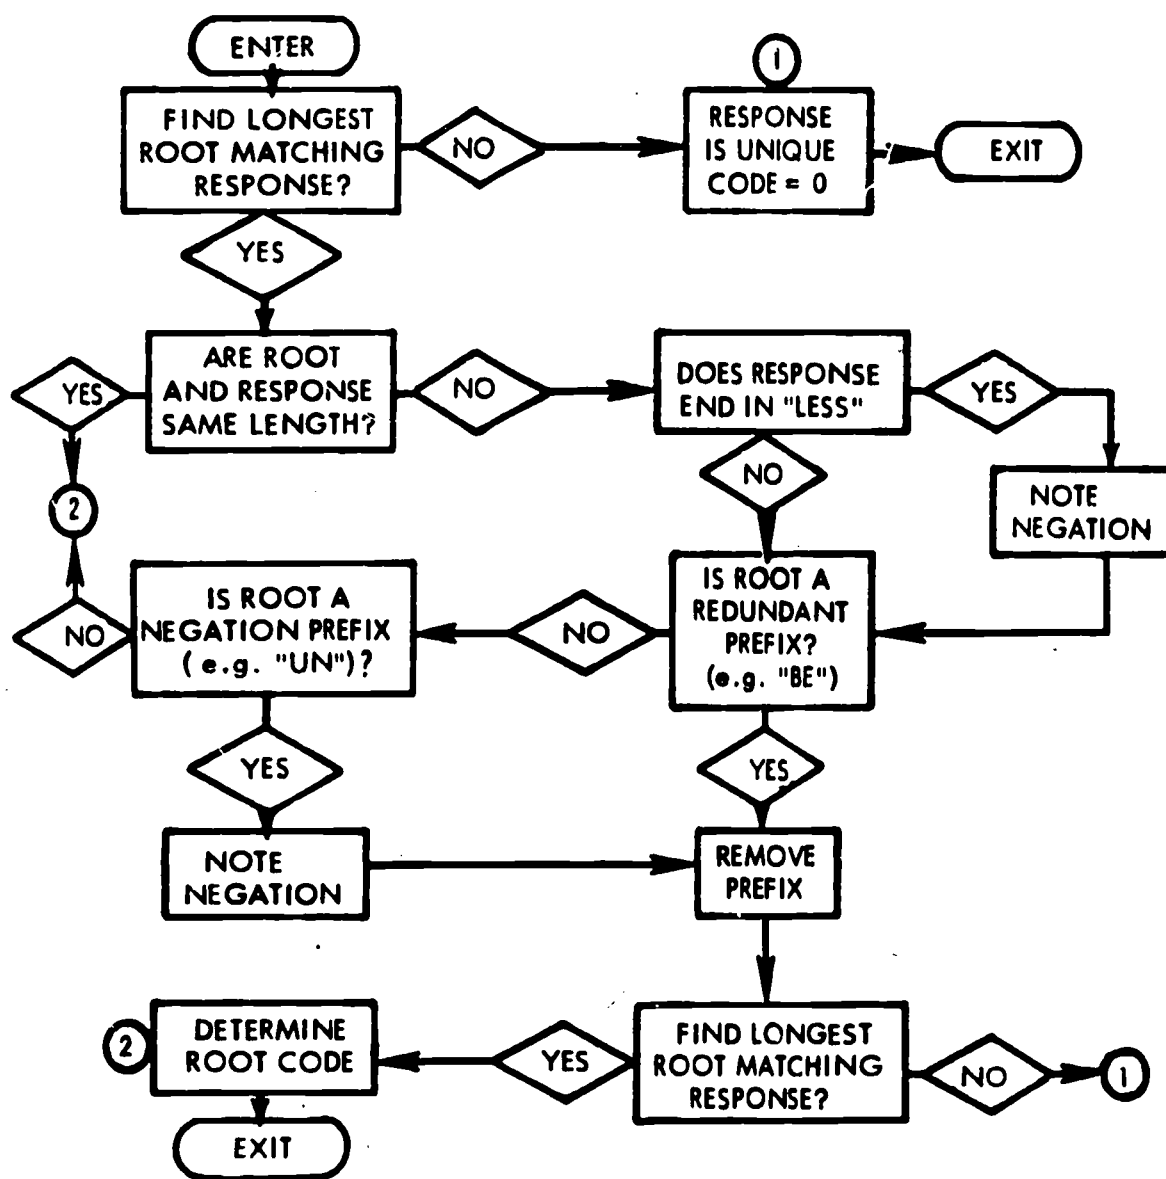 ENTER
FIND LONGEST
ROOT MATCHING
RESPONSE?
NO
1
RESPONSE
IS UNIQUE
CODE = 0
EXIT
YES
ARE ROOT
AND RESPONSE
SAME LENGTH?
YES
NO
DOES RESPONSE
END IN "LESS"
YES
2
NO
NOTE
NEGATION
IS ROOT A
NEGATION PREFIX
( e.g. "UN")?
NO
NO
IS ROOT A
REDUNDANT
PREFIX?
(e.g. "BE")
YES
YES
NOTE
NEGATION
REMOVE
PREFIX
2
DETERMINE
ROOT CODE
YES
FIND LONGEST
ROOT MATCHING
RESPONSE?
NO
1
EXIT